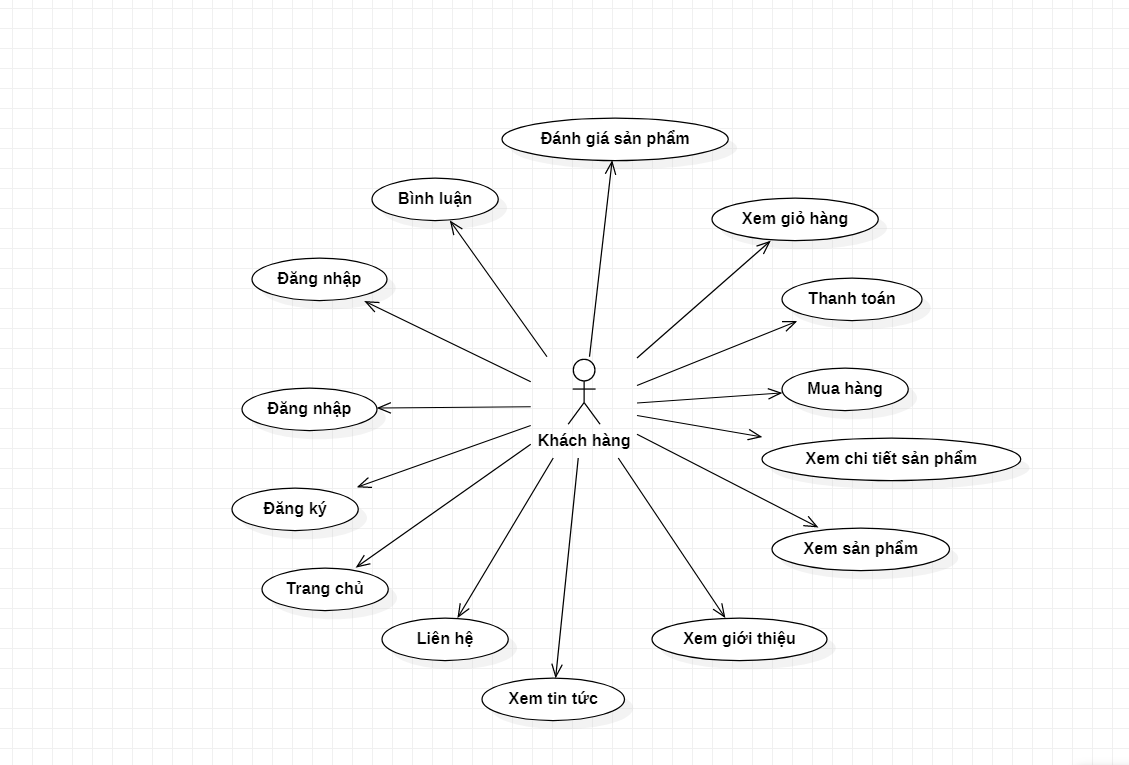 Đánh giá sản phẩm
Bình luận
Xem giỏ hàng
Đăng nhập
Thanh toán
Mua hàng
Đăng nhập
Khách hàng
Xem chi tiết sản phẩm
Đăng ký
Xem sản phẩm
Trang chủ
Liên hệ
Xem giới thiệu
Xem tin tức